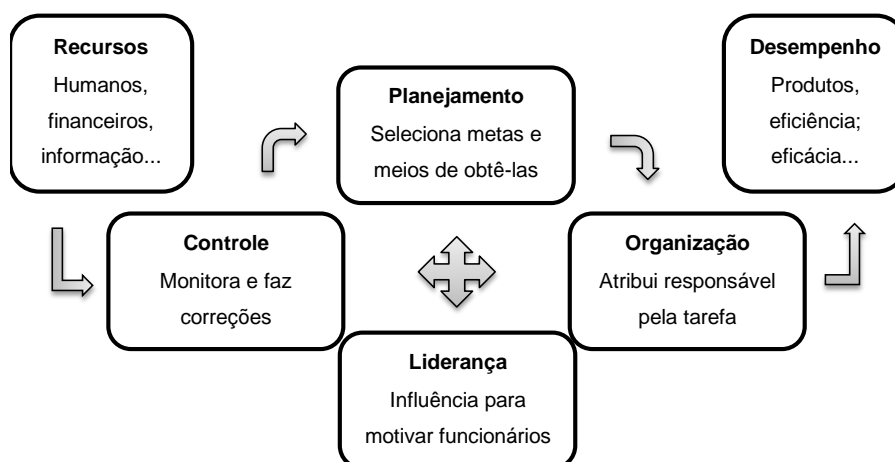 Recursos
Humanos,
financeiros,
informação...
Planejamento
Seleciona metas e
meios de obtê-las
Desempenho
Produtos,
eficiência;
eficácia...
Controle
Monitora e faz
correções
Organização
Atribui responsável
pela tarefa
Liderança
Influência para
motivar funcionários